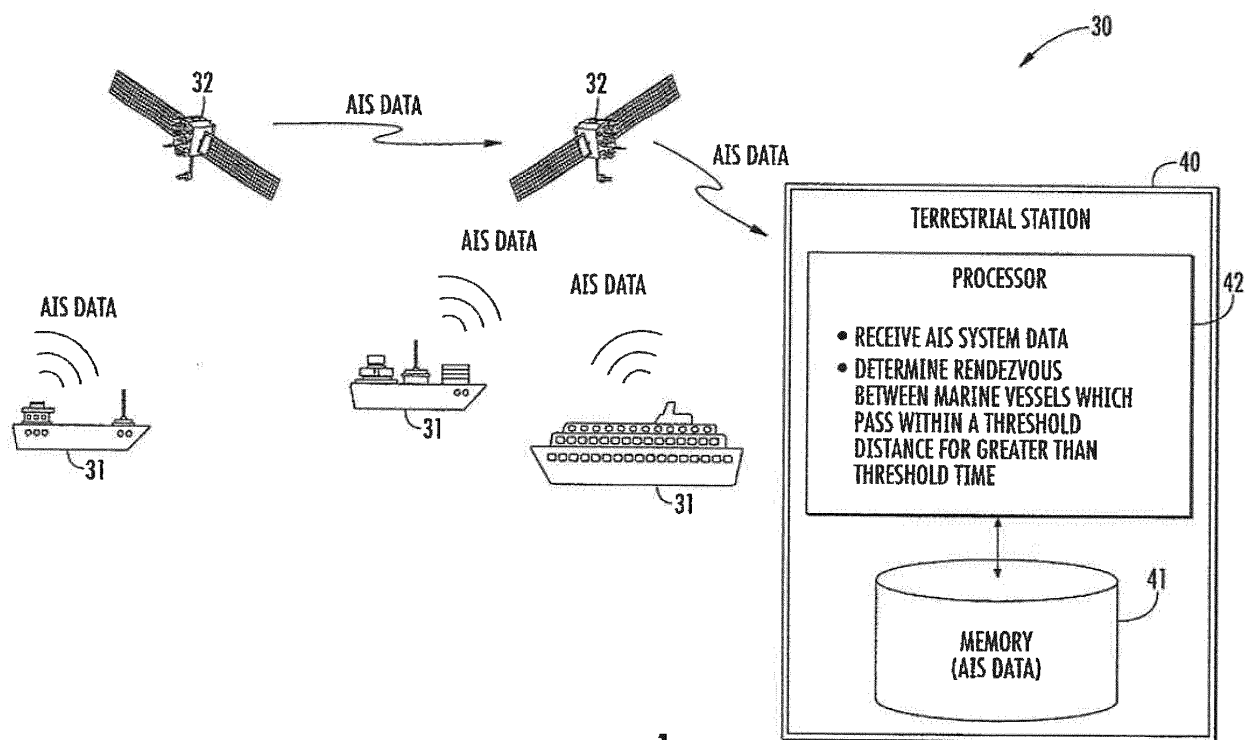 30
32
AIS DATA
32
AIS DATA
40
TERRESTRIAL STATION
PROCESSOR
42
• RECEIVE AIS SYSTEM DATA
• DETERMINE RENDEZVOUS
BETWEEN MARINE VESSELS WHICH
PASS WITHIN A THRESHOLD
DISTANCE FOR GREATER THAN
THRESHOLD TIME
AIS DATA
AIS DATA
AIS DATA
31
31
31
41
MEMORY
(AIS DATA)